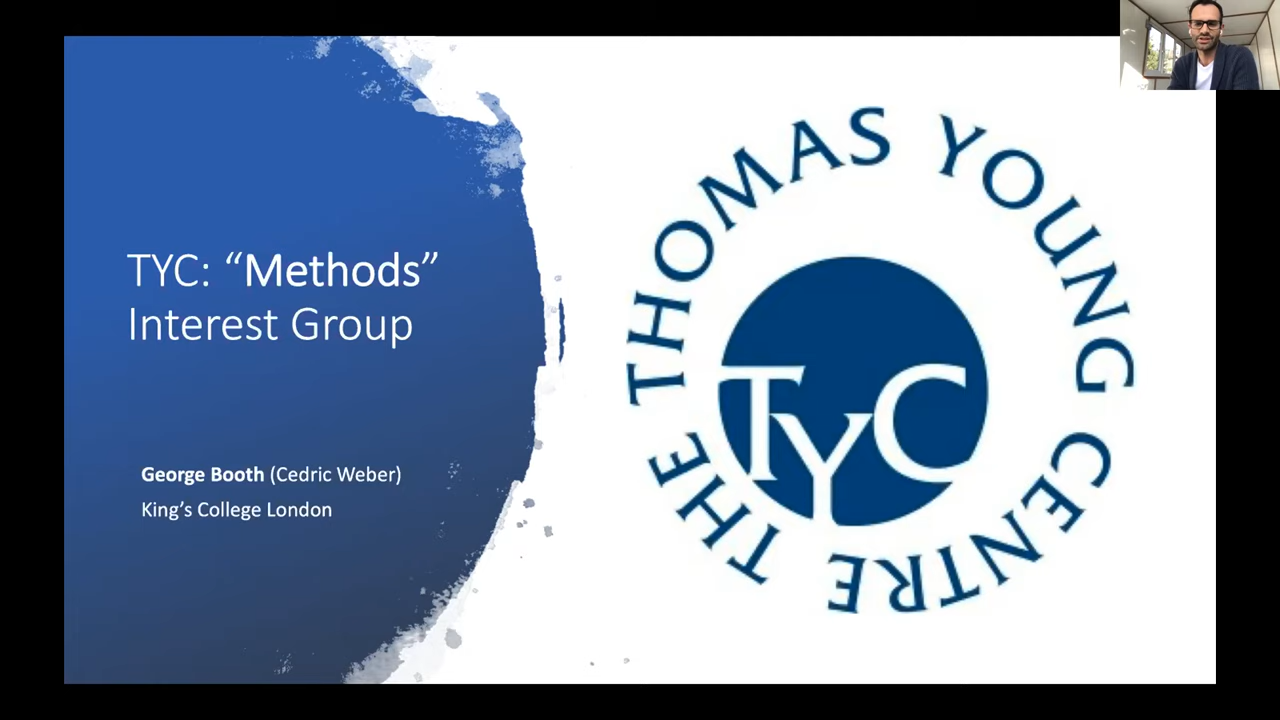 TYC: “Methods”
Interest Group
George Booth (Cedric Weber)
King’s College London
THE THOMAS YOUNG CENTRE
TYC